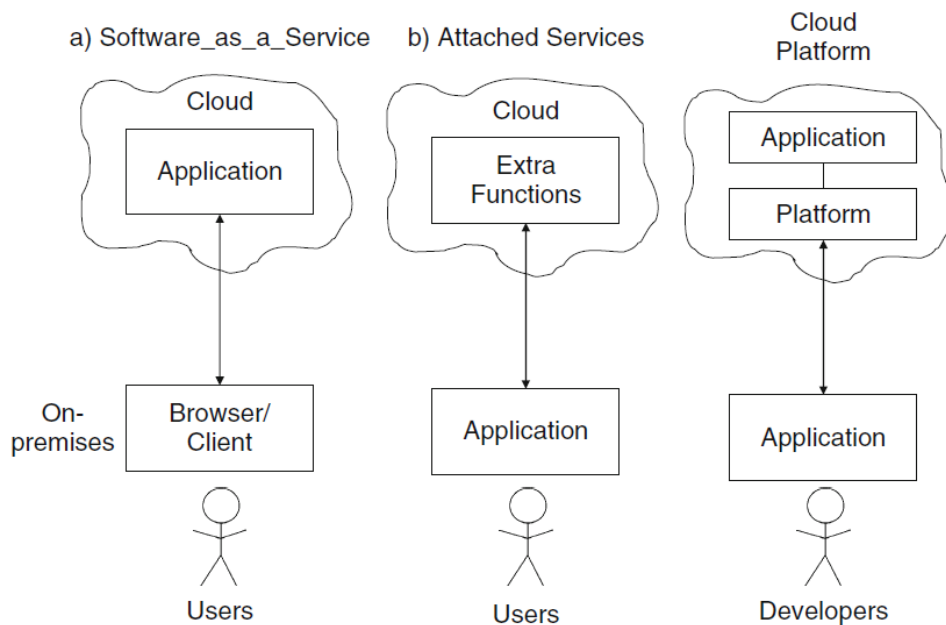 a) Software_as_a_Service
Cloud
Application
On-
premises
Browser/
Client
Users
b) Attached Services
Cloud
Extra
Functions
Application
Users
Cloud
Platform
Application
Platform
Application
Developers